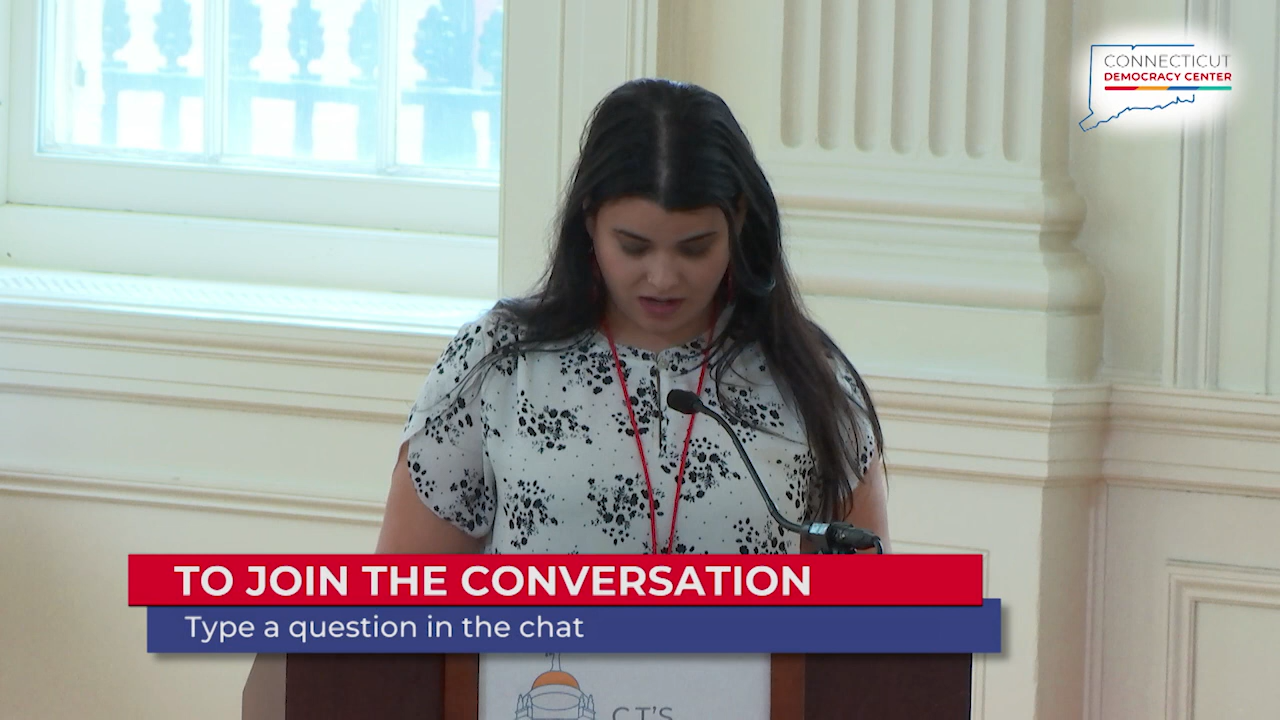 CONNECTICUT
DEMOCRACY CENTER
TO JOIN THE CONVERSATION
Type a question in the chat
CT'S